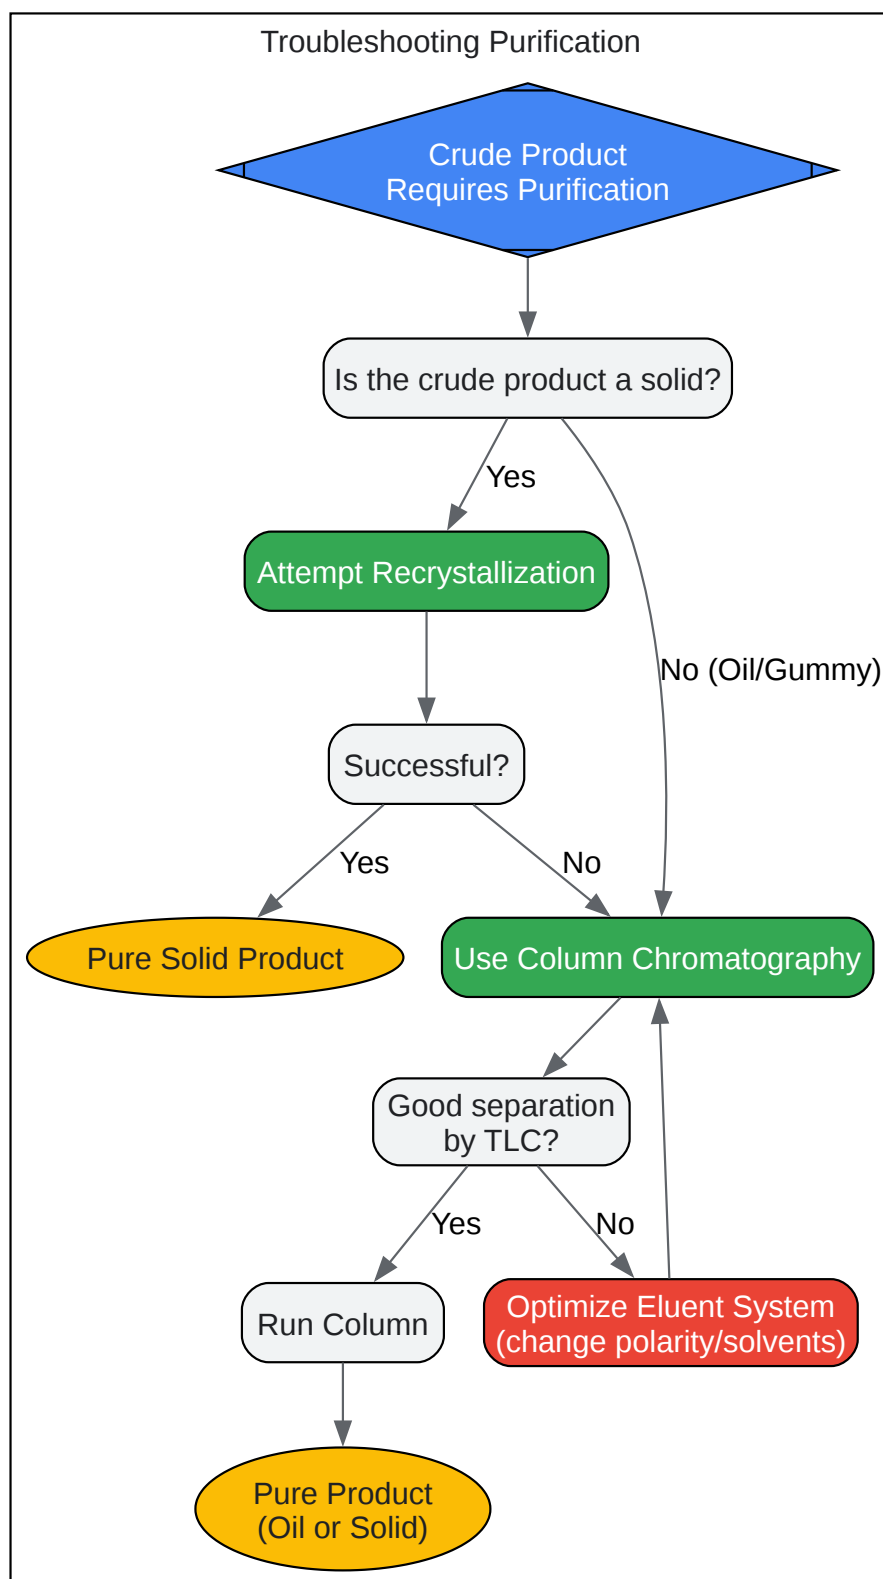 Troubleshooting Purification
Crude Product
Requires Purification
Is the crude product a solid?
Yes
Attempt Recrystallization
No (Oil/Gummy)
Successful?
Yes
No
Pure Solid Product
Use Column Chromatography
Good separation
by TLC?
Yes
No
Run Column
Optimize Eluent System
(change polarity/solvents)
Pure Product
(Oil or Solid)